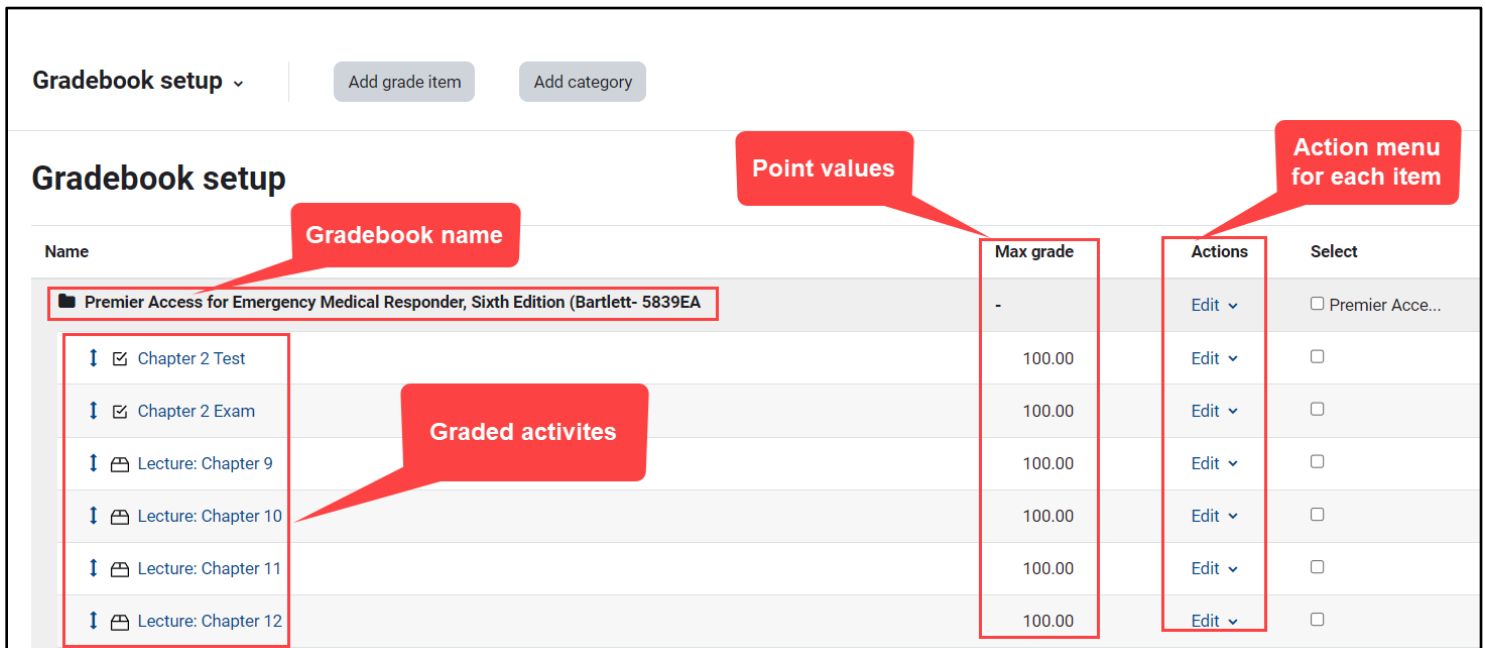 Gradebook setup
Add grade item
Add category
Gradebook setup
Point values
Action menu
for each item
Gradebook name
Name
Max grade
Actions
Select
Premier Access for Emergency Medical Responder, Sixth Edition (Bartlett- 5839EA
-
Edit
Premier Acce...
Chapter 2 Test
100.00
Edit
Chapter 2 Exam
100.00
Edit
Graded activites
Lecture: Chapter 9
100.00
Edit
Lecture: Chapter 10
100.00
Edit
Lecture: Chapter 11
100.00
Edit
Lecture: Chapter 12
100.00
Edit